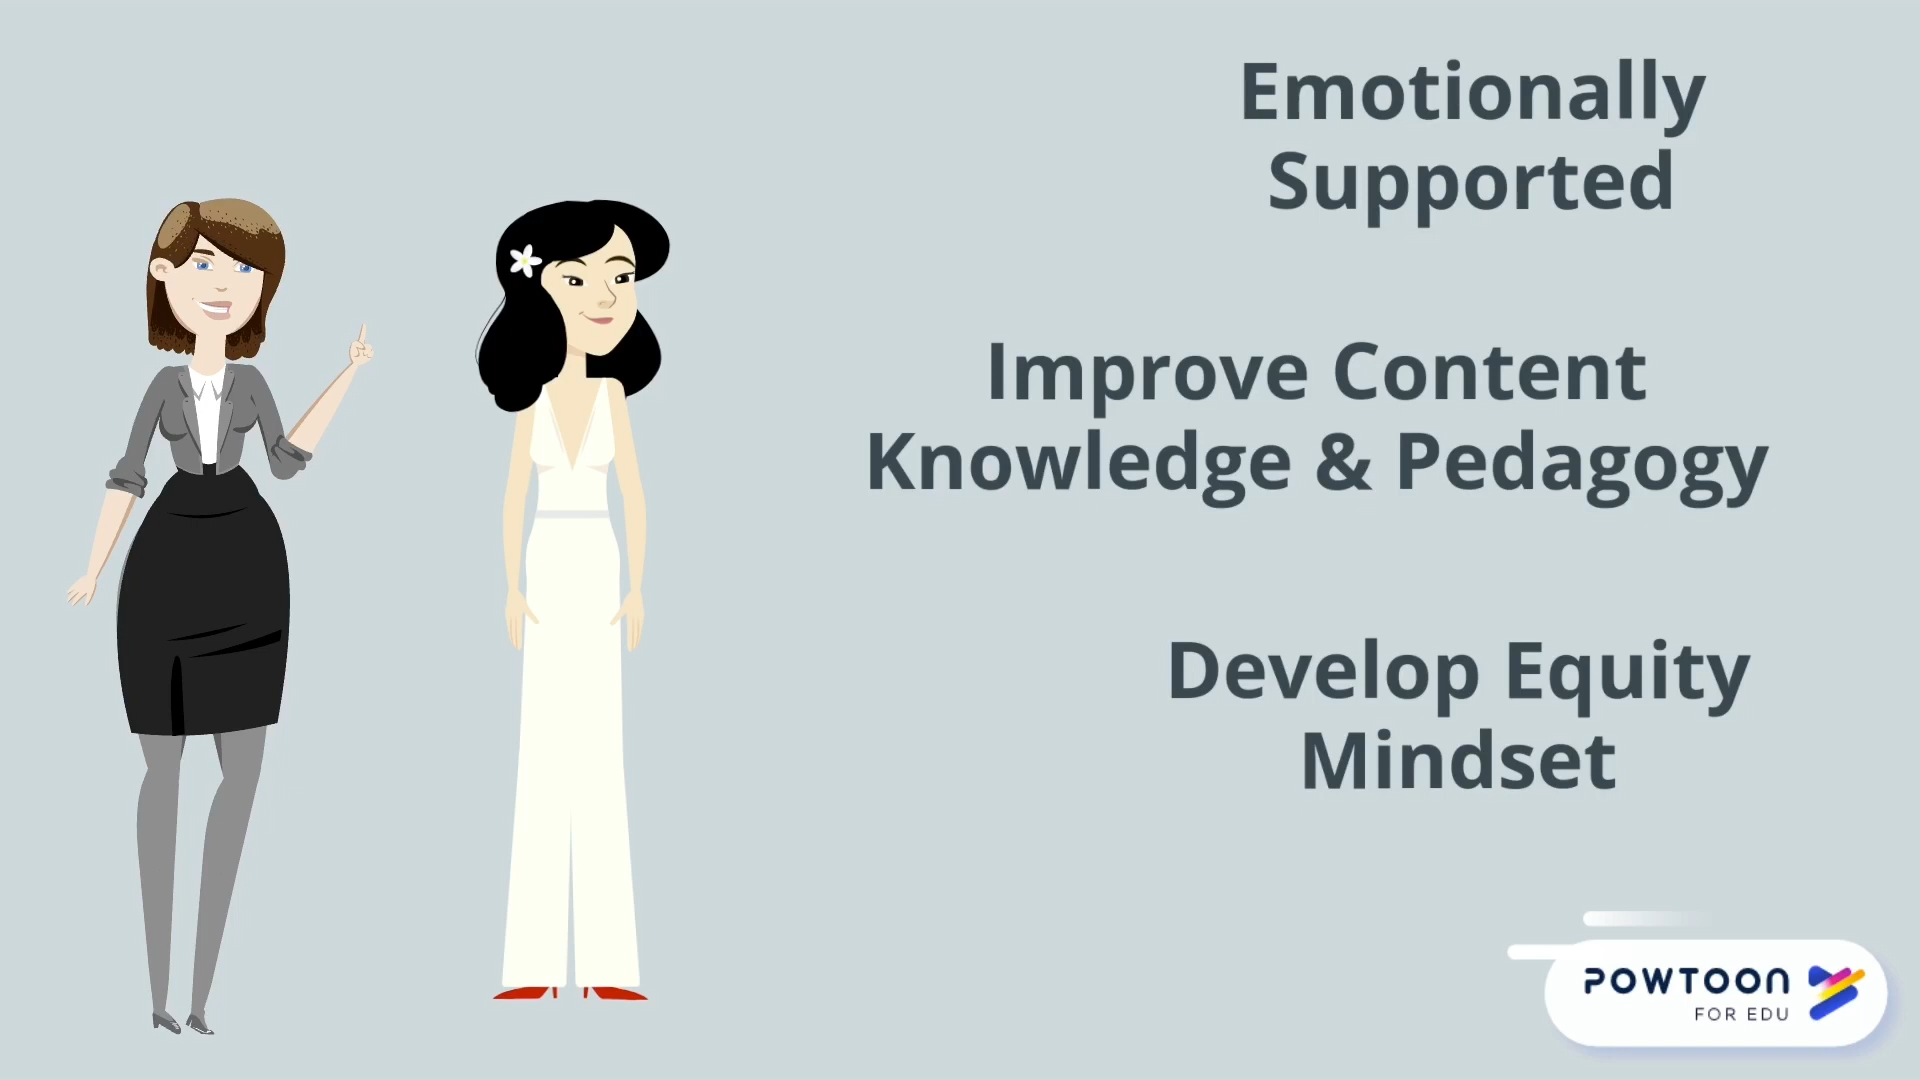 Emotionally
Supported
Improve Content
Knowledge & Pedagogy
Develop Equity
Mindset
POWTOON
FOR EDU